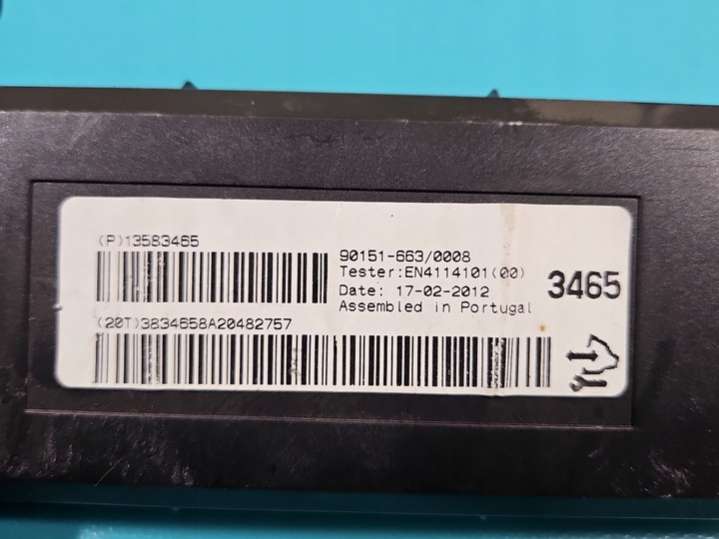 (P)13583465
90151-663/0008
Tester:EN4114101(00)
3465
Date: 17-02-2012
Assembled in Portugal
(20T)3834658A20482757